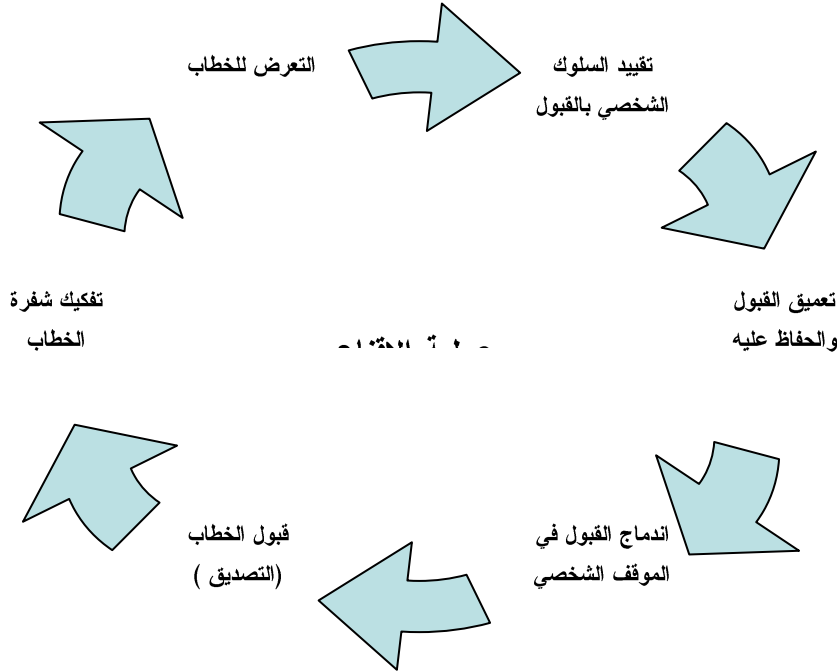 التعرض للخطاب
تقييد السلوك
الشخصي بالقبول
تعميق القبول
والحفاظ عليه
اندماج القبول في
الموقف الشخصي
قبول الخطاب
(التصديق )
تفكيك شفرة
الخطاب